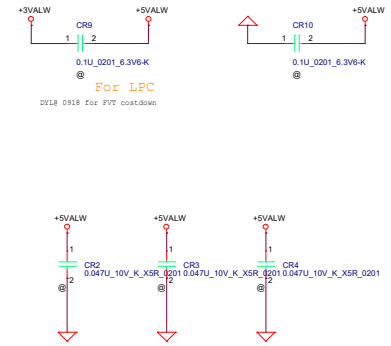 +3VALW +5VALW +5VALW
CR9 CR10
1 2 1 2
0.1U_0201_6.3V6-K 0.1U_0201_6.3V6-K
@ @
For LPC
DYL@ 0918 for FVT costdown
+5VALW +5VALW +5VALW
1 1 1
CR2 CR3 CR4
0.047U_10V_K_X5R_0201 0.047U_10V_K_X5R_0201 0.047U_10V_K_X5R_0201
2 2 2
@ @ @